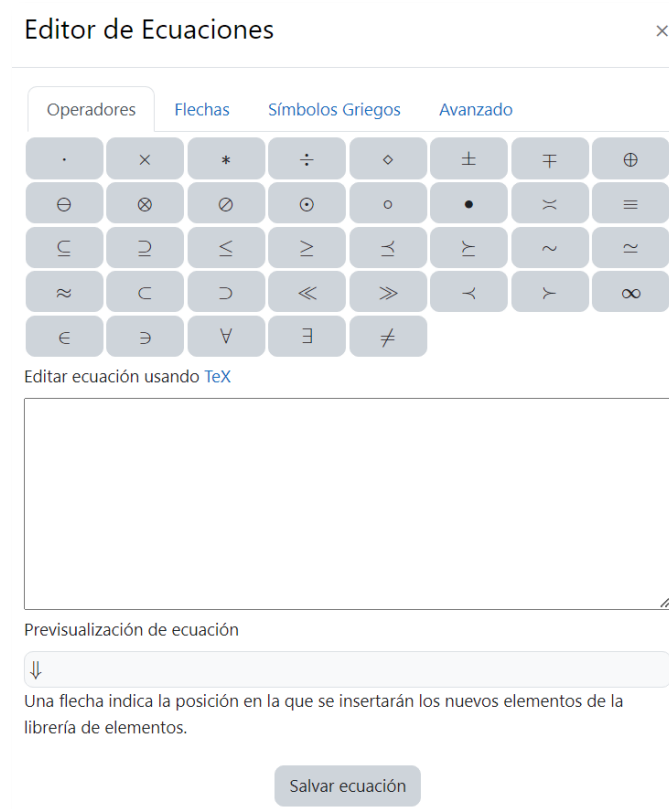 Editor de Ecuaciones ×
Operadores Flechas Símbolos Griegos Avanzado
· × ∗ ÷ ⋄ ± ∓ ⊕
⊖ ⊗ ⊘ ⊙ ∘ • ≍ ≡
⊆ ⊇ ≤ ≥ ⪯ ⪰ ∼ ≃
≈ ⊂ ⊃ ≪ ≫ ≺ ≻ ∞
∈ ∋ ∀ ∃ ≠
Editar ecuación usando TeX
Previsualización de ecuación
⇓
Una flecha indica la posición en la que se insertarán los nuevos elementos de la
librería de elementos.
Salvar ecuación